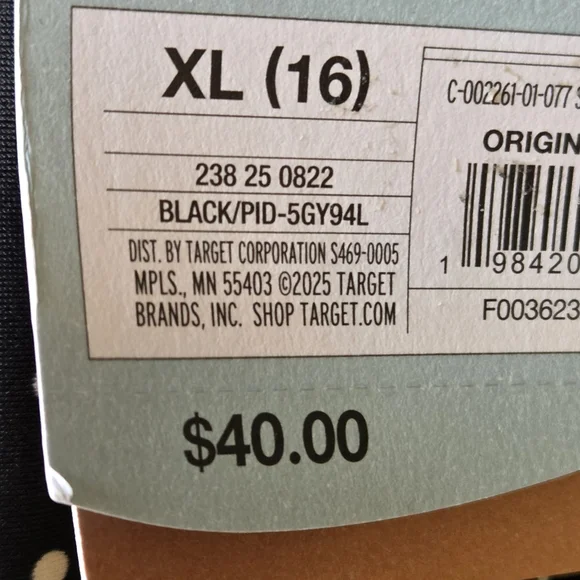 XL (16)
238 25 0822
BLACK/PID-5GY94L
DIST. BY TARGET CORPORATION S469-0005
MPLS., MN 55403 ©2025 TARGET
BRANDS, INC. SHOP TARGET.COM
C-002261-01-077
ORIGIN
1 98420
F003623
$40.00